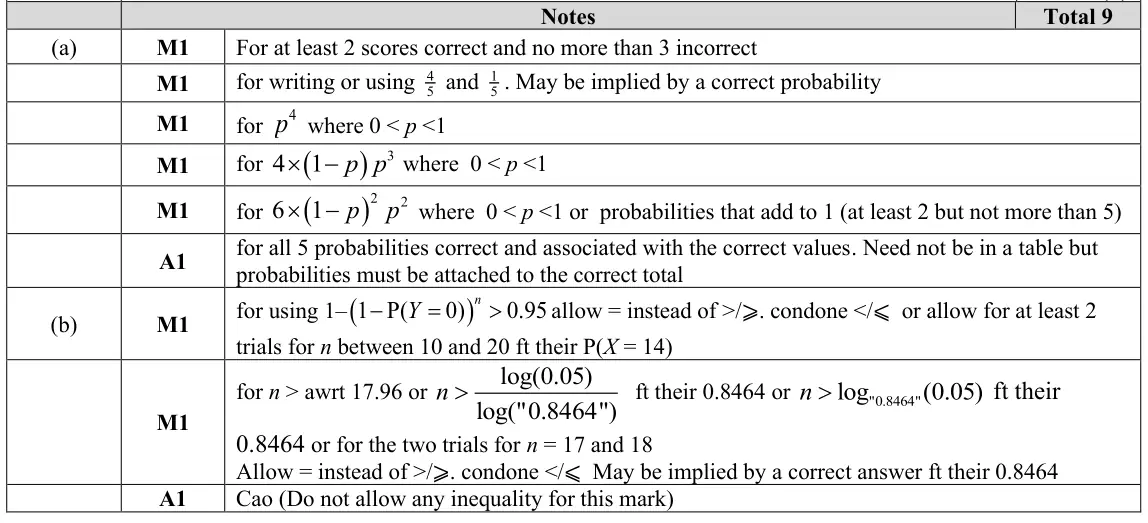 Notes Total 9
(a) M1 For at least 2 scores correct and no more than 3 incorrect
M1 for writing or using 4/5 and 1/5 . May be implied by a correct probability
M1 for p⁴ where 0 < p <1
M1 for 4×(1− p) p³ where 0 < p <1
M1 for 6×(1− p)² p² where 0 < p <1 or probabilities that add to 1 (at least 2 but not more than 5)
A1 for all 5 probabilities correct and associated with the correct values. Need not be in a table but
probabilities must be attached to the correct total
(b) M1 for using 1–(1−P(Y = 0))ⁿ > 0.95 allow = instead of >/⩾. condone </⩽ or allow for at least 2
trials for n between 10 and 20 ft their P(X = 14)
M1 for n > awrt 17.96 or n > log(0.05)/log("0.8464") ft their 0.8464 or n > log"0.8464"(0.05) ft their
0.8464 or for the two trials for n = 17 and 18
Allow = instead of >/⩾. condone </⩽ May be implied by a correct answer ft their 0.8464
A1 Cao (Do not allow any inequality for this mark)